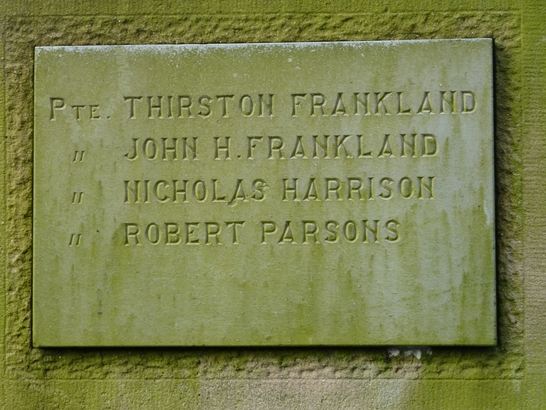 PTE. THIRSTON FRANKLAND
" JOHN H. FRANKLAND
" NICHOLAS HARRISON
" ROBERT PARSONS